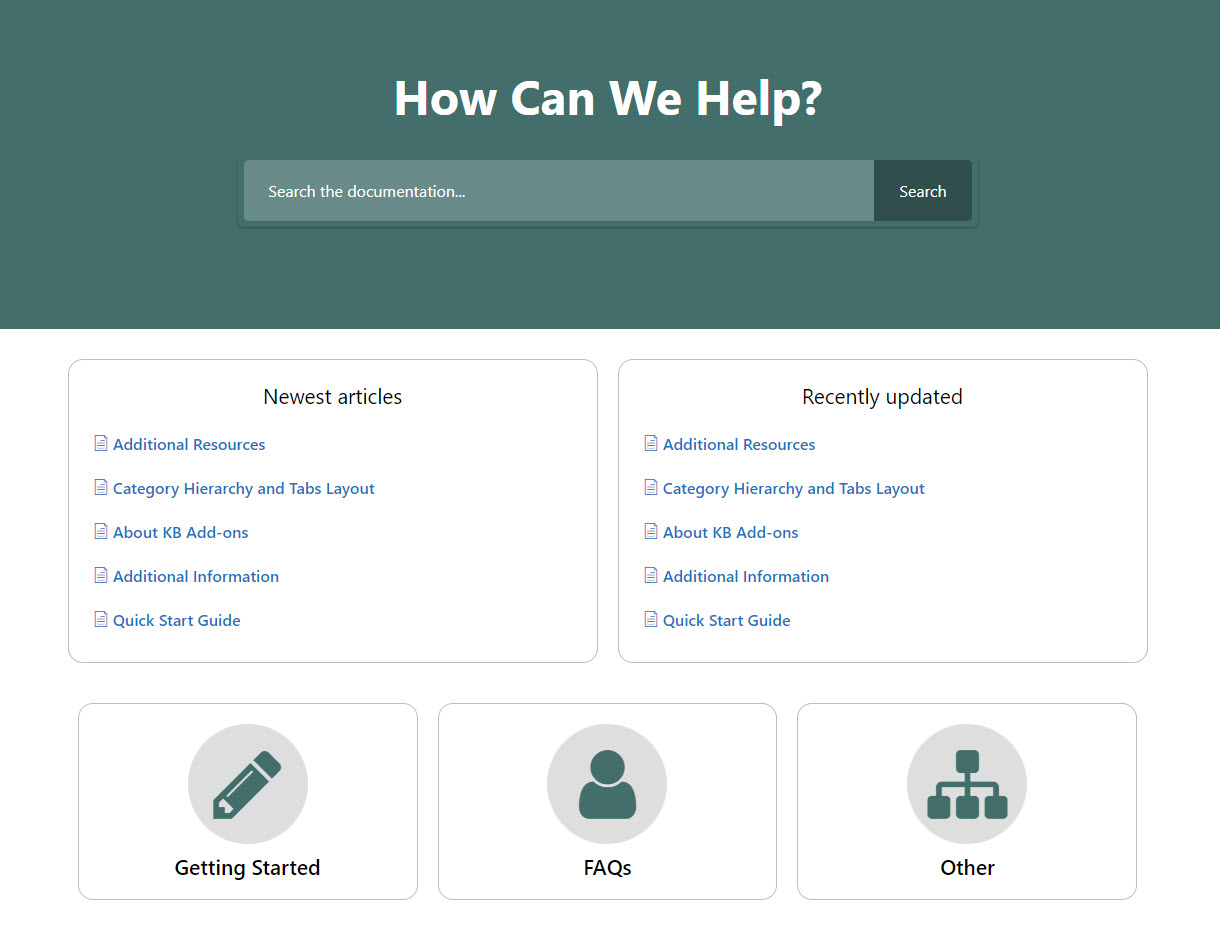 How Can We Help?
Search the documentation...
Search
Newest articles
Additional Resources
Category Hierarchy and Tabs Layout
About KB Add-ons
Additional Information
Quick Start Guide
Recently updated
Additional Resources
Category Hierarchy and Tabs Layout
About KB Add-ons
Additional Information
Quick Start Guide
Getting Started
FAQs
Other